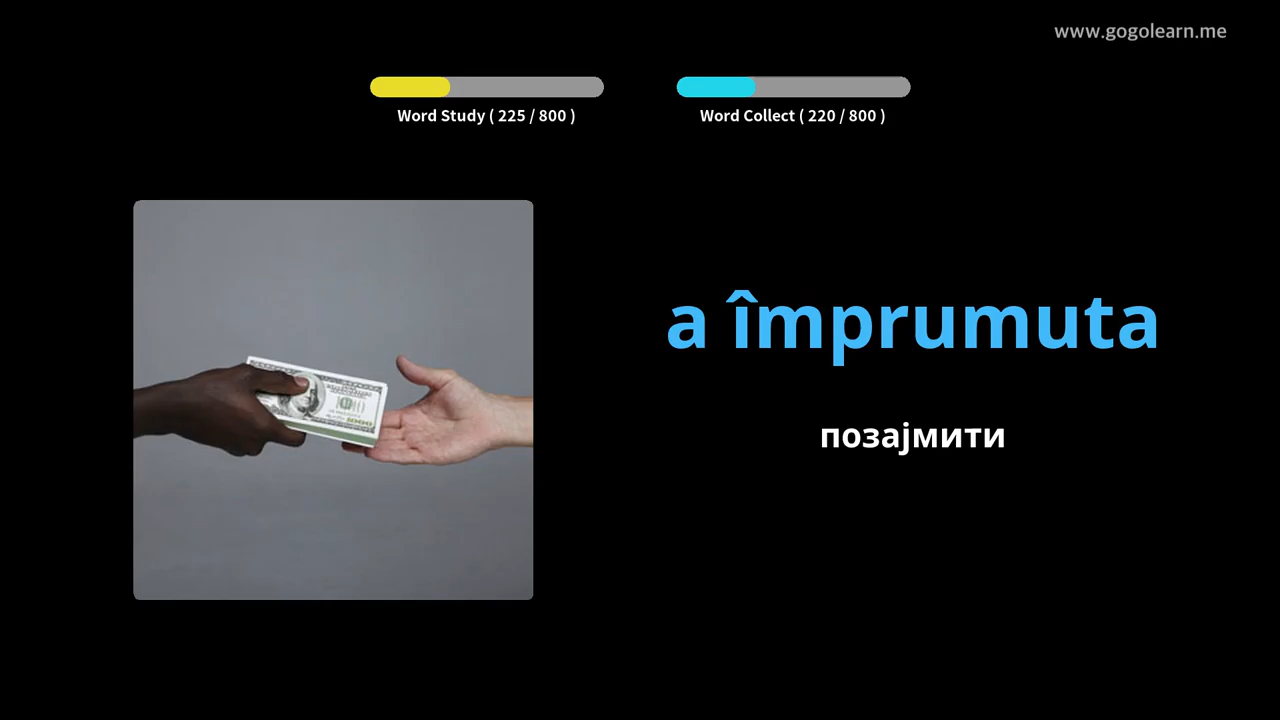 www.gogolearn.me
Word Study ( 225 / 800 )
Word Collect ( 220 / 800 )
a împrumuta
позајмити